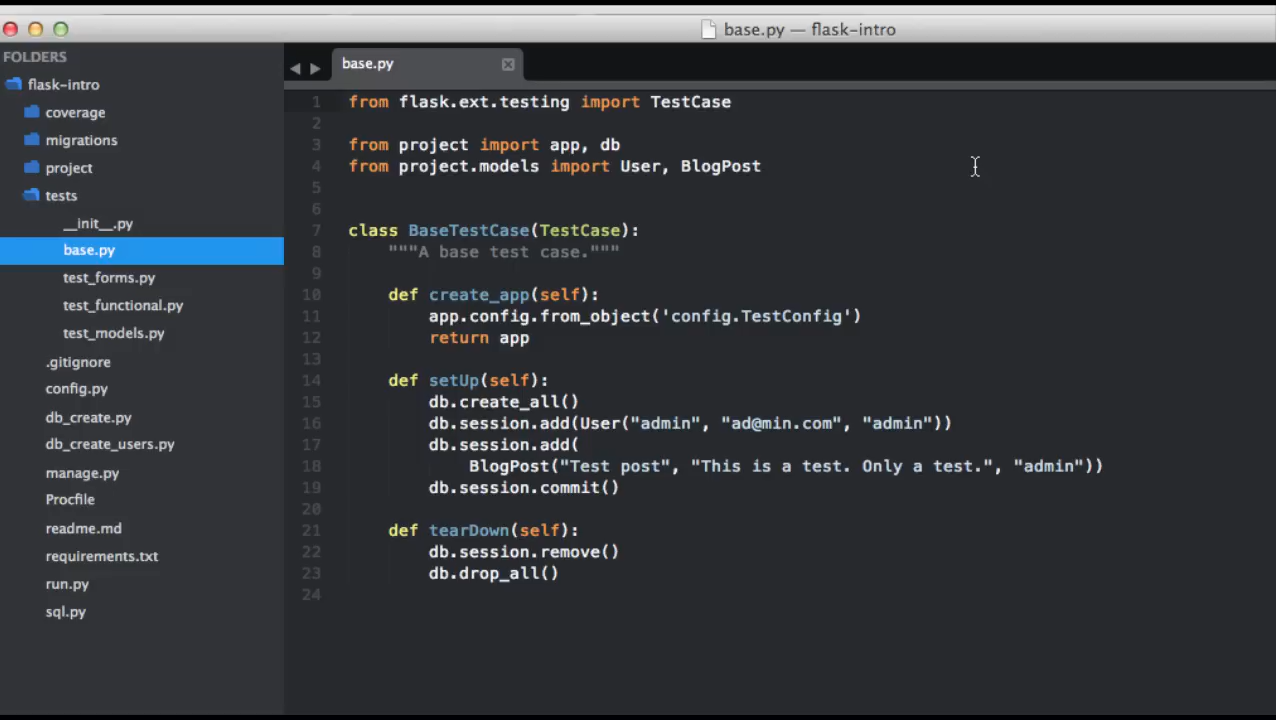 base.py — flask-intro
FOLDERS
flask-intro
coverage
migrations
project
tests
__init__.py
base.py
test_forms.py
test_functional.py
test_models.py
.gitignore
config.py
db_create.py
db_create_users.py
manage.py
Procfile
readme.md
requirements.txt
run.py
sql.py
base.py
1 from flask.ext.testing import TestCase
2
3 from project import app, db
4 from project.models import User, BlogPost
5
6
7 class BaseTestCase(TestCase):
8     """A base test case."""
9
10     def create_app(self):
11         app.config.from_object('config.TestConfig')
12         return app
13
14     def setUp(self):
15         db.create_all()
16         db.session.add(User("admin", "ad@min.com", "admin"))
17         db.session.add(
18             BlogPost("Test post", "This is a test. Only a test.", "admin"))
19         db.session.commit()
20
21     def tearDown(self):
22         db.session.remove()
23         db.drop_all()
24